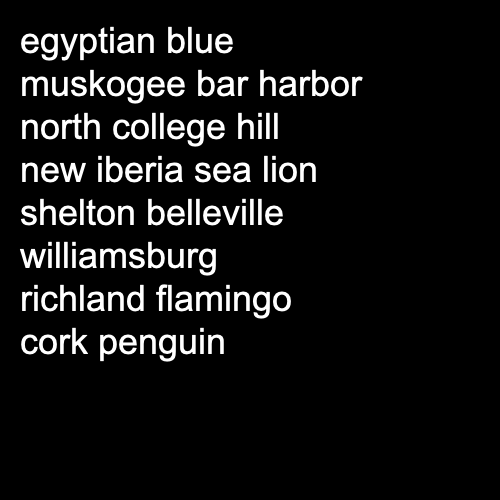 egyptian blue
muskogee bar harbor
north college hill
new iberia sea lion
shelton belleville
williamsburg
richland flamingo
cork penguin